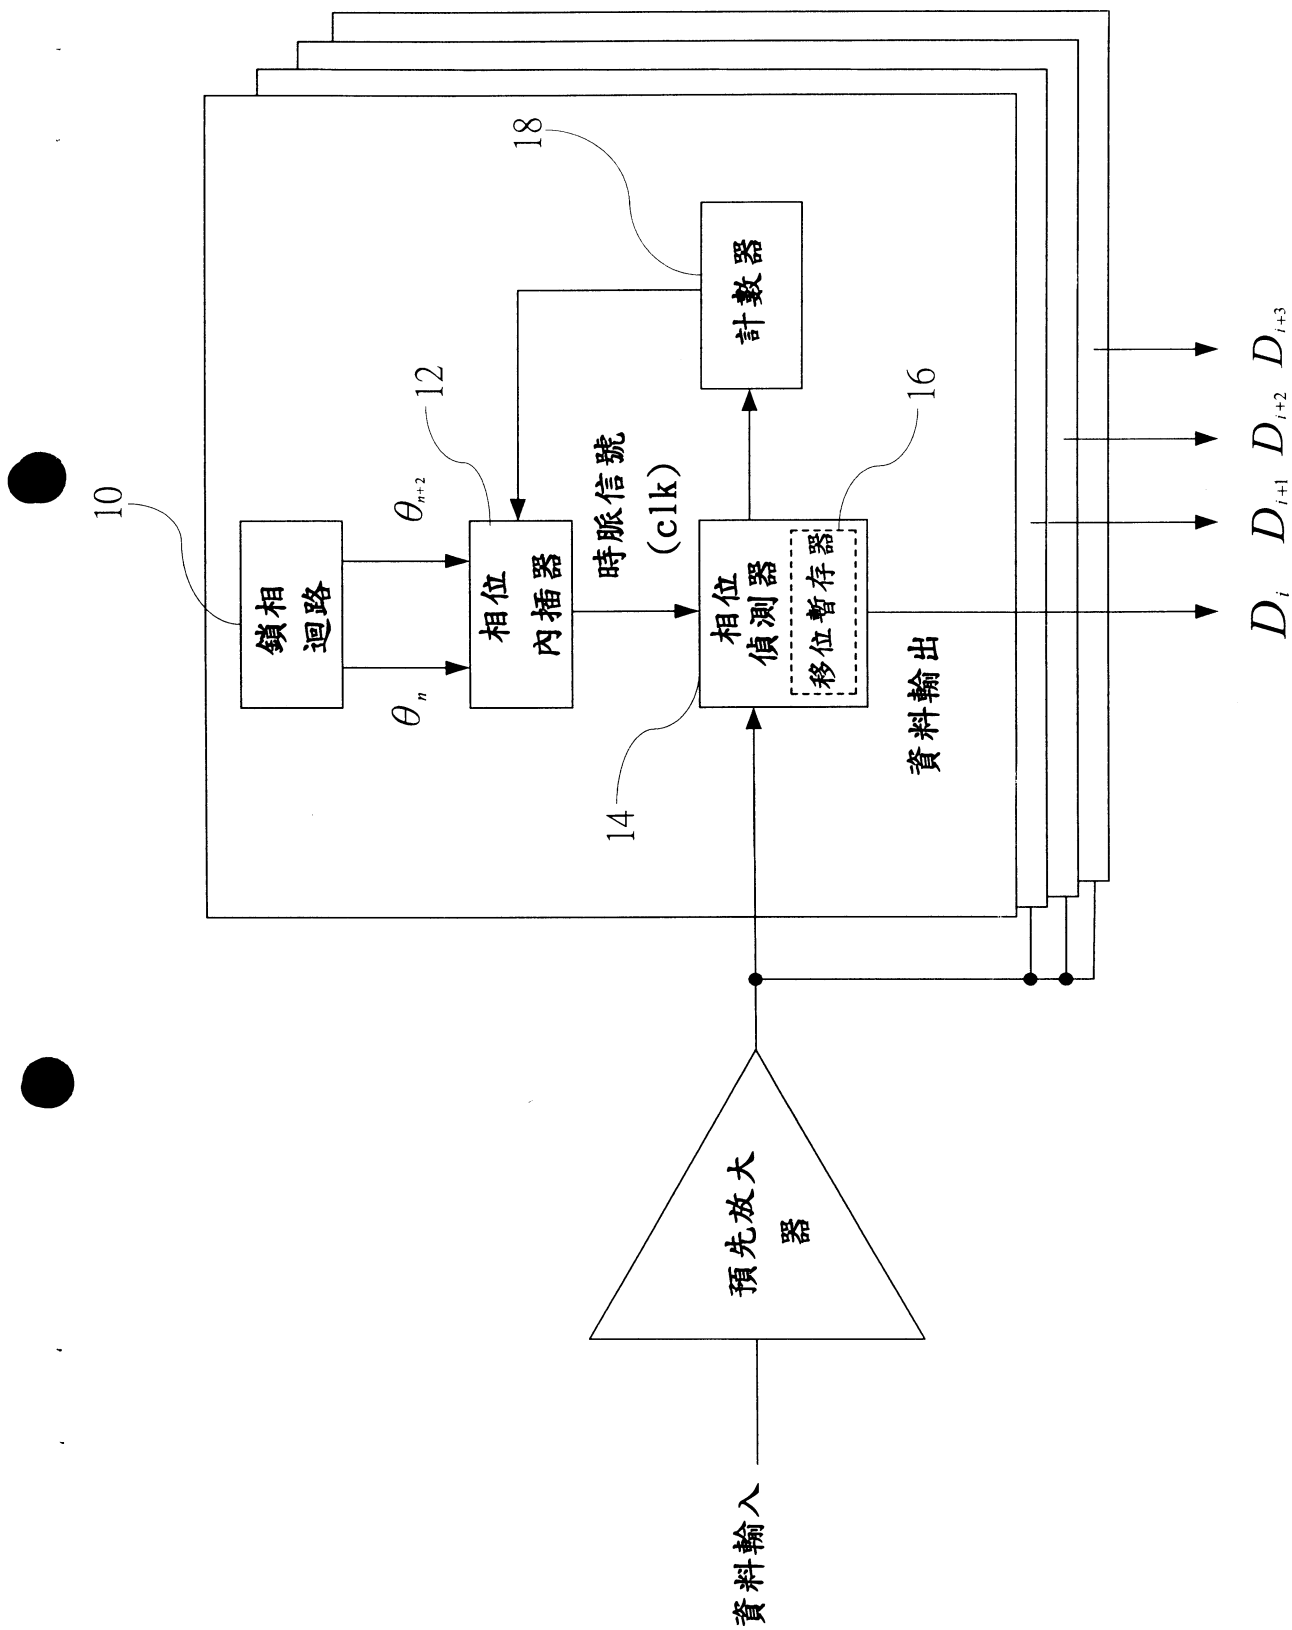 10
鎖相
迴路
θn
θn+2
12
相位
內插器
時脈信號
(clk)
18
計數器
14
相位
偵測器
移位暫存器
16
資料輸出
預先放大
器
資料輸入
Di
Di+1
Di+2
Di+3